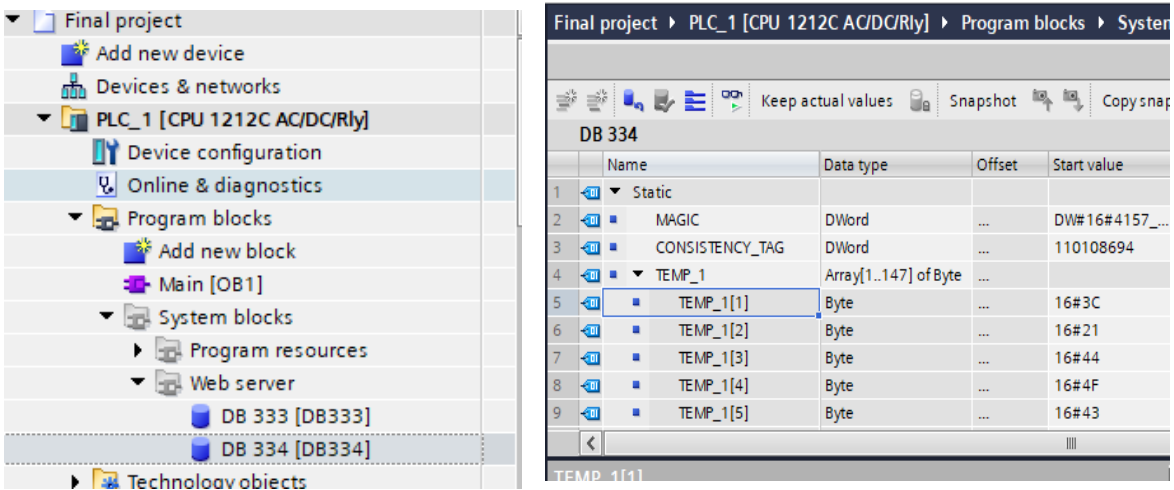 Final project
Add new device
Devices & networks
PLC_1 [CPU 1212C AC/DC/Rly]
Device configuration
Online & diagnostics
Program blocks
Add new block
Main [OB1]
System blocks
Program resources
Web server
DB 333 [DB333]
DB 334 [DB334]
Technology objects
Final project PLC_1 [CPU 1212C AC/DC/Rly] Program blocks System
Keep actual values Snapshot Copy snap
DB 334
Name Data type Offset Start value
1 Static
2 MAGIC DWord ... DW#16#4157_...
3 CONSISTENCY_TAG DWord ... 110108694
4 TEMP_1 Array[1..147] of Byte ...
5 TEMP_1[1] Byte ... 16#3C
6 TEMP_1[2] Byte ... 16#21
7 TEMP_1[3] Byte ... 16#44
8 TEMP_1[4] Byte ... 16#4F
9 TEMP_1[5] Byte ... 16#43
TEMP_1[1]